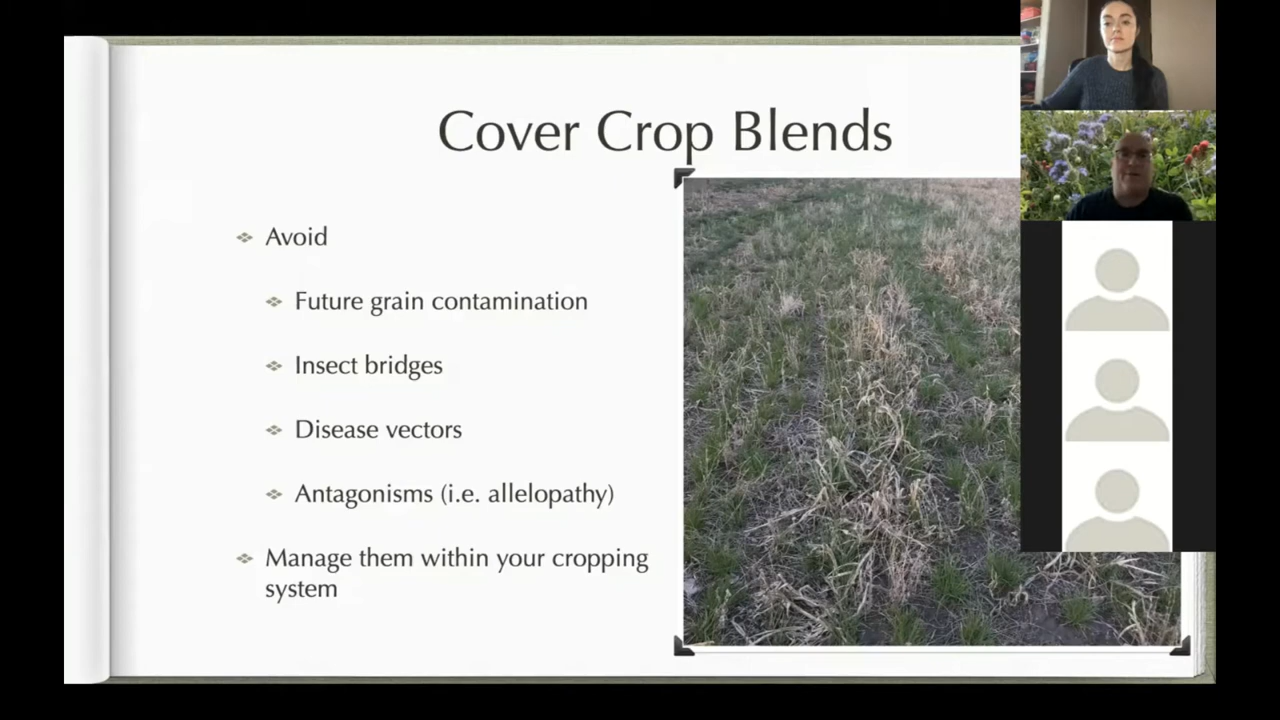 Cover Crop Blends
Avoid
Future grain contamination
Insect bridges
Disease vectors
Antagonisms (i.e. allelopathy)
Manage them within your cropping
system